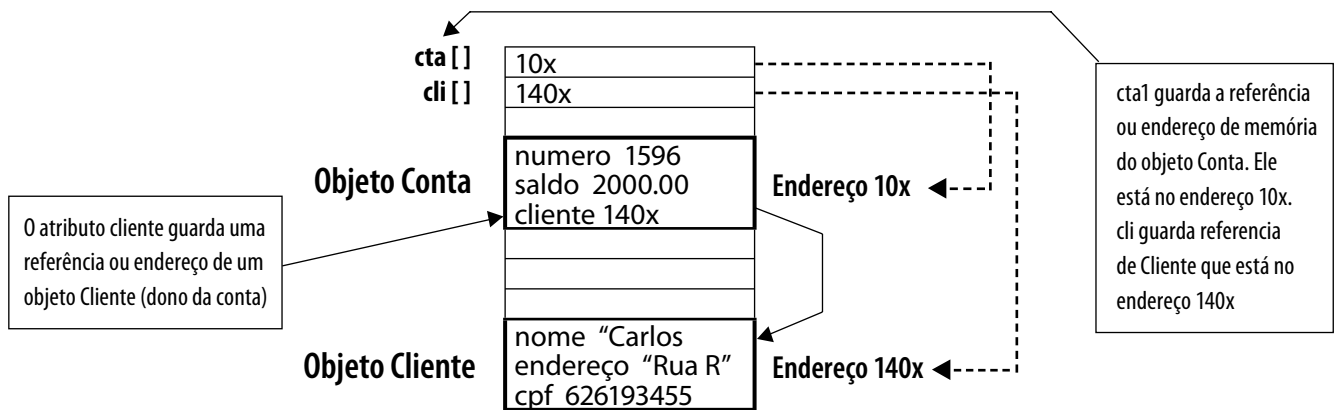 cta [ ]
10x
cli [ ]
140x
Objeto Conta
numero 1596
saldo 2000.00
cliente 140x
Endereço 10x
O atributo cliente guarda uma
referência ou endereço de um
objeto Cliente (dono da conta)
cta1 guarda a referência
ou endereço de memória
do objeto Conta. Ele
está no endereço 10x.
cli guarda referencia
de Cliente que está no
endereço 140x
Objeto Cliente
nome “Carlos
endereço “Rua R”
cpf 626193455
Endereço 140x